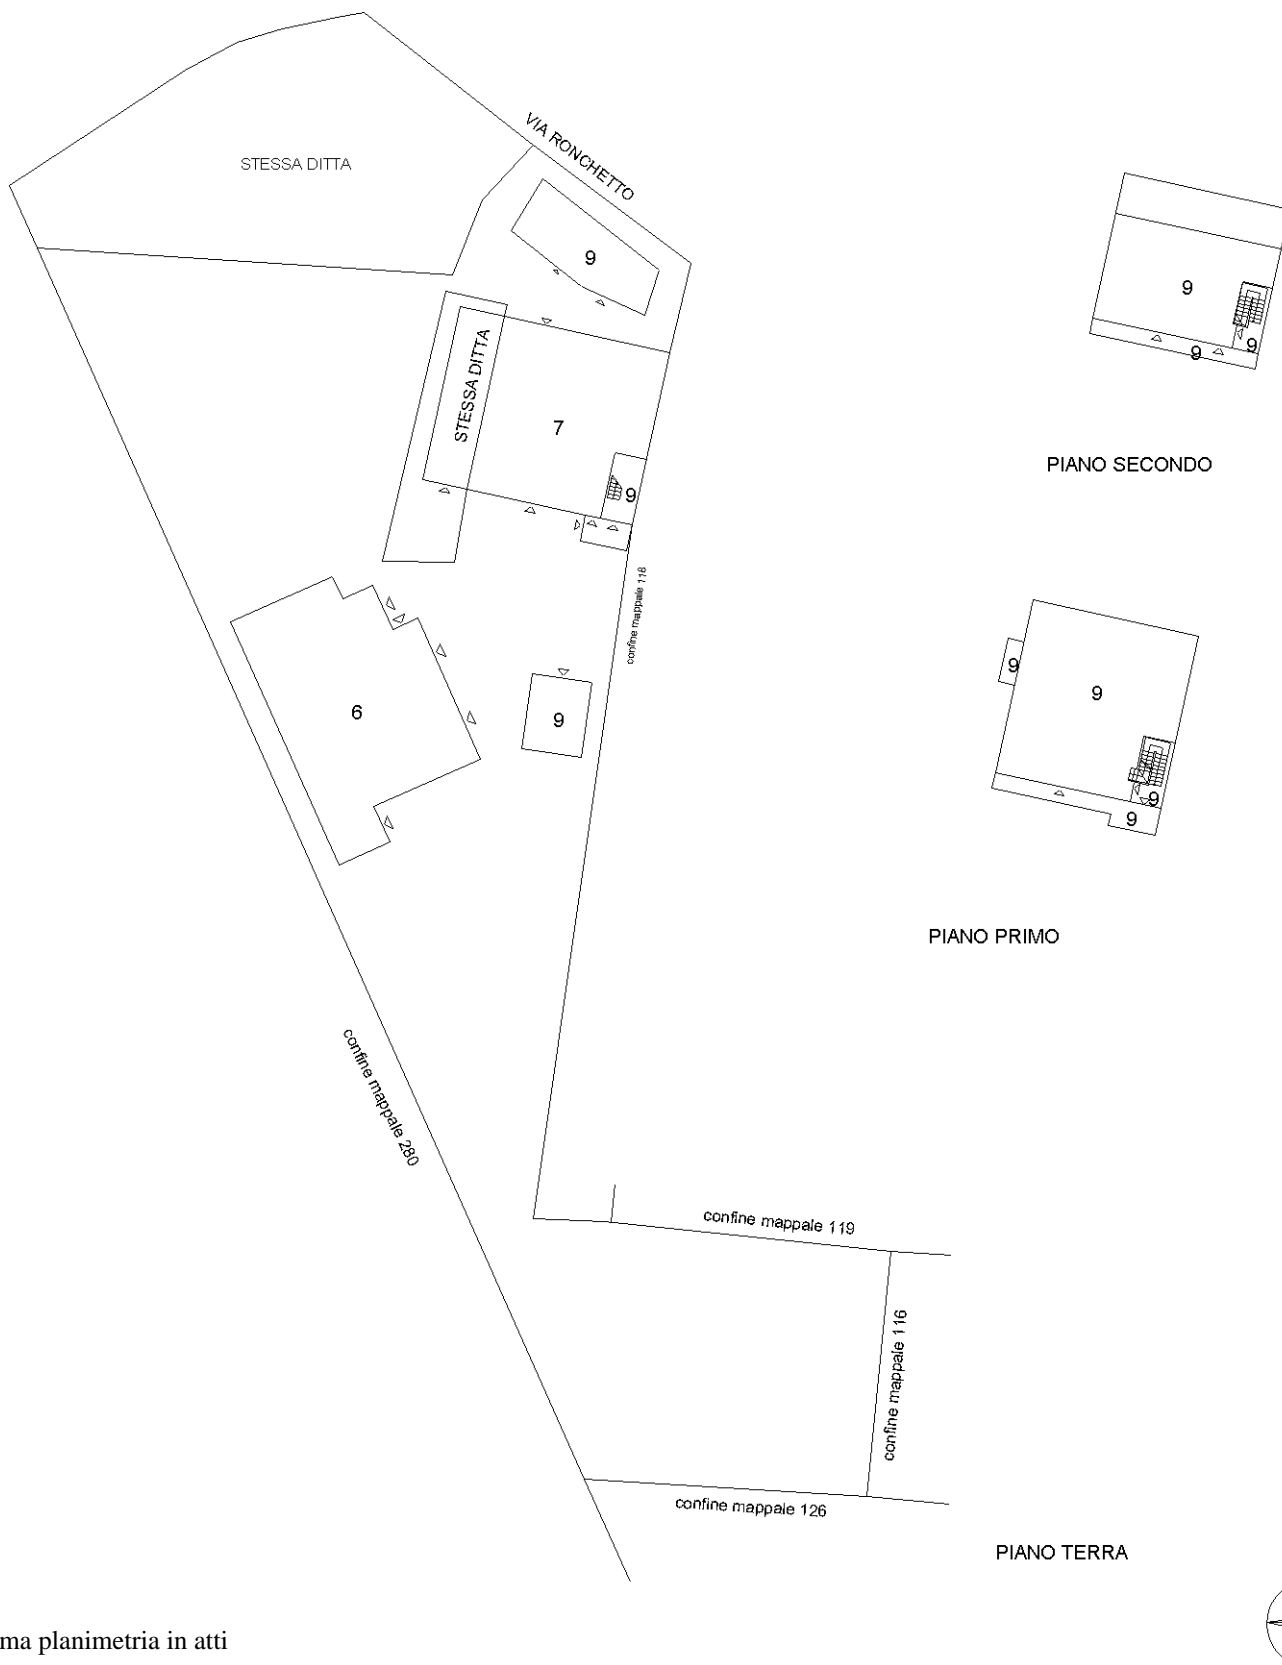 STESSA DITTA
VIA RONCHETTO
9
9
9
9
STESSA DITTA
7
9
PIANO SECONDO
confine mappale 118
9
9
6
9
9
9
PIANO PRIMO
confine mappale 280
confine mappale 119
confine mappale 116
confine mappale 126
PIANO TERRA
ma planimetria in atti